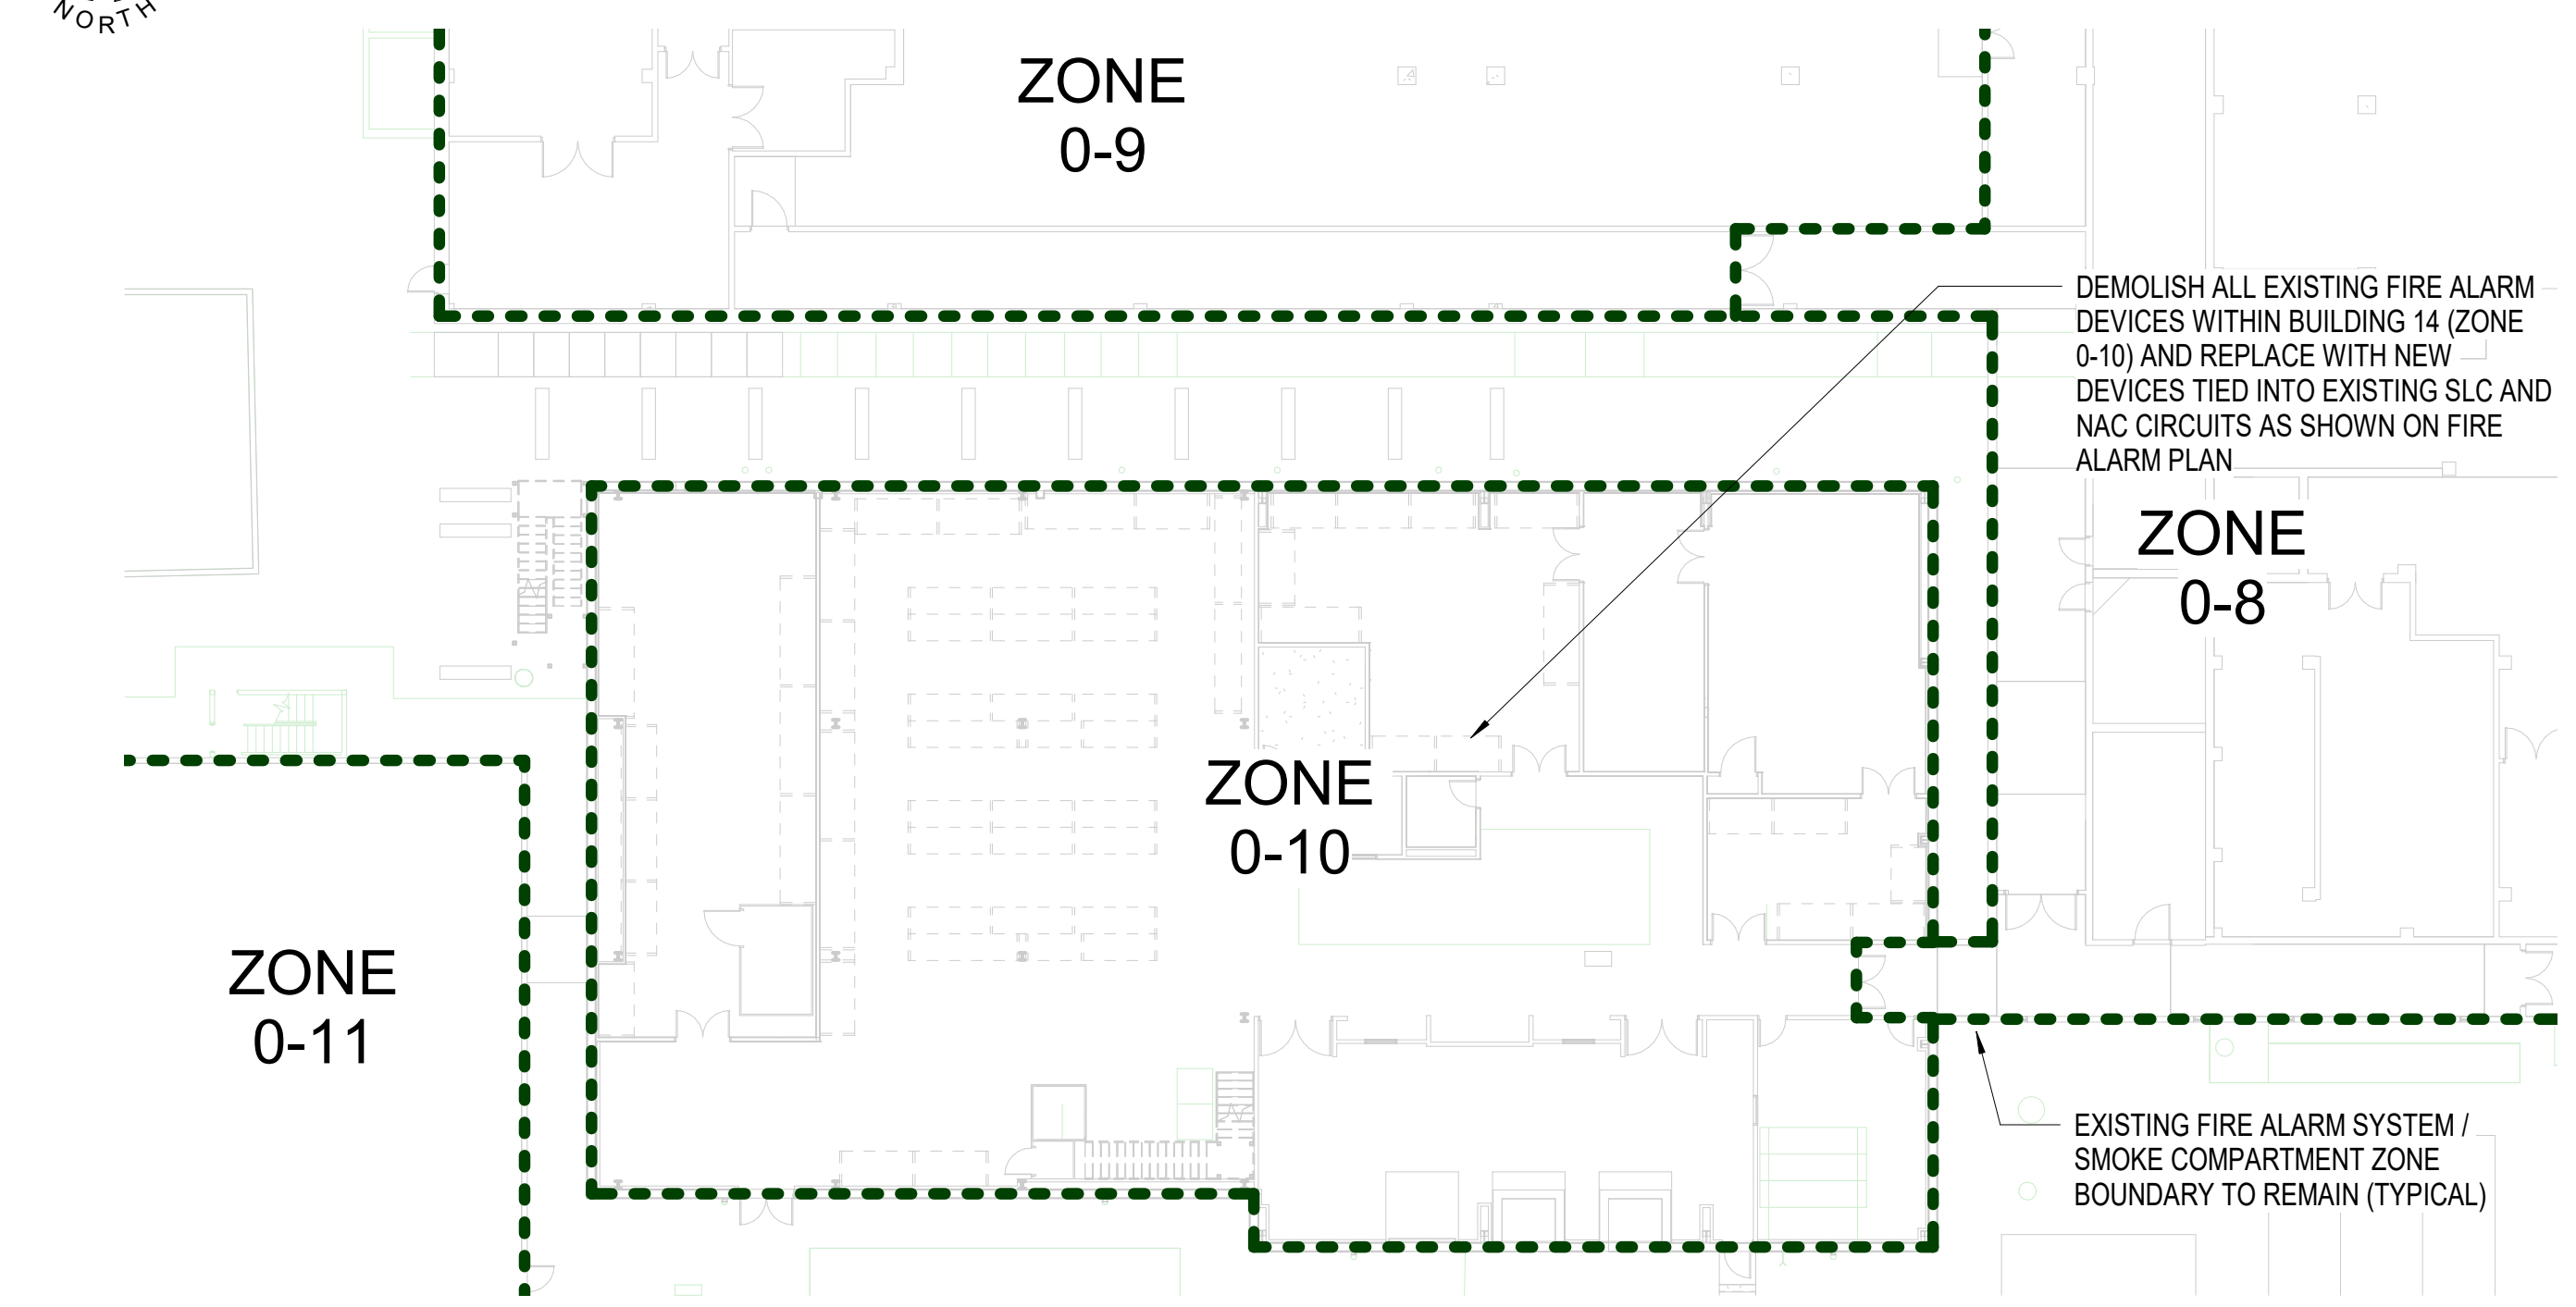 NORTH
ZONE
0-9
DEMOLISH ALL EXISTING FIRE ALARM
DEVICES WITHIN BUILDING 14 (ZONE
0-10) AND REPLACE WITH NEW
DEVICES TIED INTO EXISTING SLC AND
NAC CIRCUITS AS SHOWN ON FIRE
ALARM PLAN
ZONE
0-8
ZONE
0-10
ZONE
0-11
EXISTING FIRE ALARM SYSTEM /
SMOKE COMPARTMENT ZONE
BOUNDARY TO REMAIN (TYPICAL)